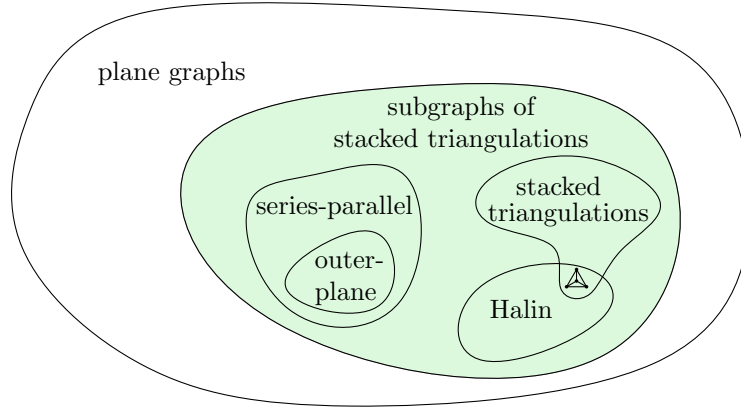 plane graphs
subgraphs of
stacked triangulations
stacked
triangulations
series-parallel
outer-
plane
Halin